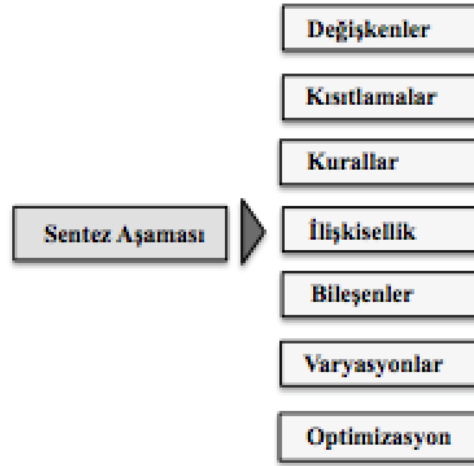 Değişkenler
Kısıtlamalar
Kurallar
Sentez Aşaması
İlişkisellik
Bileşenler
Varyasyonlar
Optimizasyon